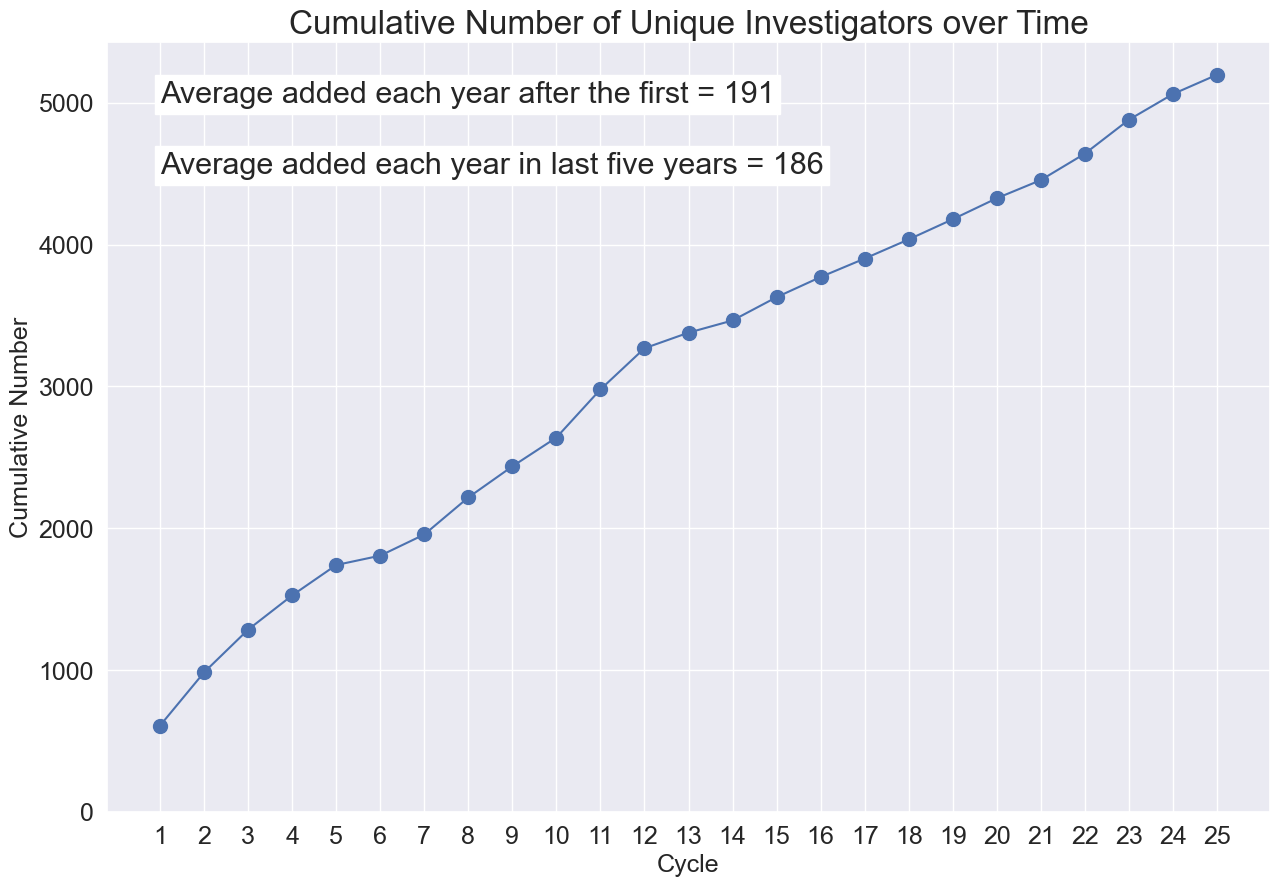 Cumulative Number of Unique Investigators over Time
Average added each year after the first = 191
Average added each year in last five years = 186
5000
4000
3000
2000
1000
0
Cumulative Number
1 2 3 4 5 6 7 8 9 10 11 12 13 14 15 16 17 18 19 20 21 22 23 24 25
Cycle